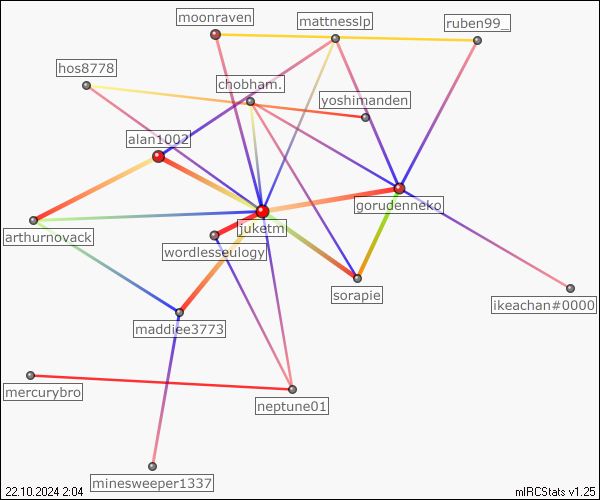 moonraven
mattnesslp
ruben99_
hos8778
chobham.
yoshimanden
alan1002
gorudenneko
juketm
arthurnovack
wordlesseulogy
sorapie
ikeachan#0000
maddiee3773
mercurybro
neptune01
minesweeper1337
22.10.2024 2:04
mIRCStats v1.25